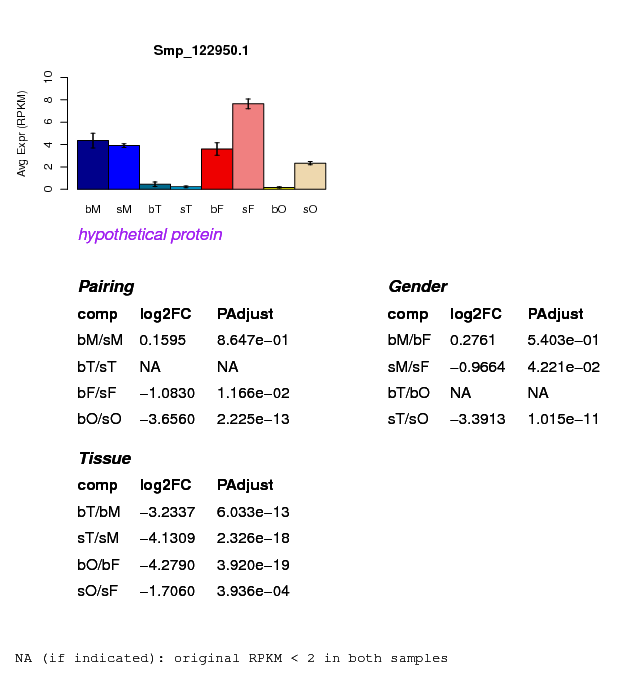 Smp_122950.1
Avg Expr (RPKM)
0 2 4 6 8 10
bM sM bT sT bF sF bO sO
hypothetical protein
Pairing
comp log2FC PAdjust
bM/sM 0.1595 8.647e−01
bT/sT NA NA
bF/sF −1.0830 1.166e−02
bO/sO −3.6560 2.225e−13
Gender
comp log2FC PAdjust
bM/bF 0.2761 5.403e−01
sM/sF −0.9664 4.221e−02
bT/bO NA NA
sT/sO −3.3913 1.015e−11
Tissue
comp log2FC PAdjust
bT/bM −3.2337 6.033e−13
sT/sM −4.1309 2.326e−18
bO/bF −4.2790 3.920e−19
sO/sF −1.7060 3.936e−04
NA (if indicated): original RPKM < 2 in both samples